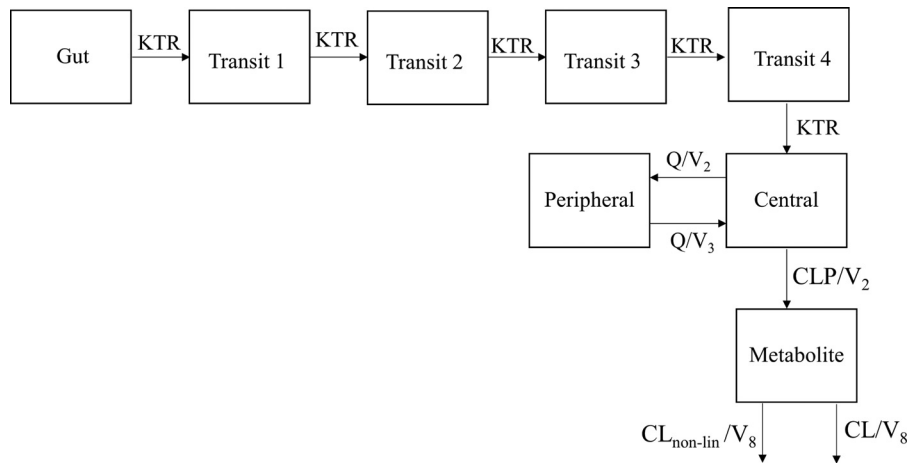 Gut
KTR
Transit 1
KTR
Transit 2
KTR
Transit 3
KTR
Transit 4
KTR
Q/V₂
Peripheral
Central
Q/V₃
CLP/V₂
Metabolite
CLₙₒₙ₋ₗᵢₙ/V₈
CL/V₈